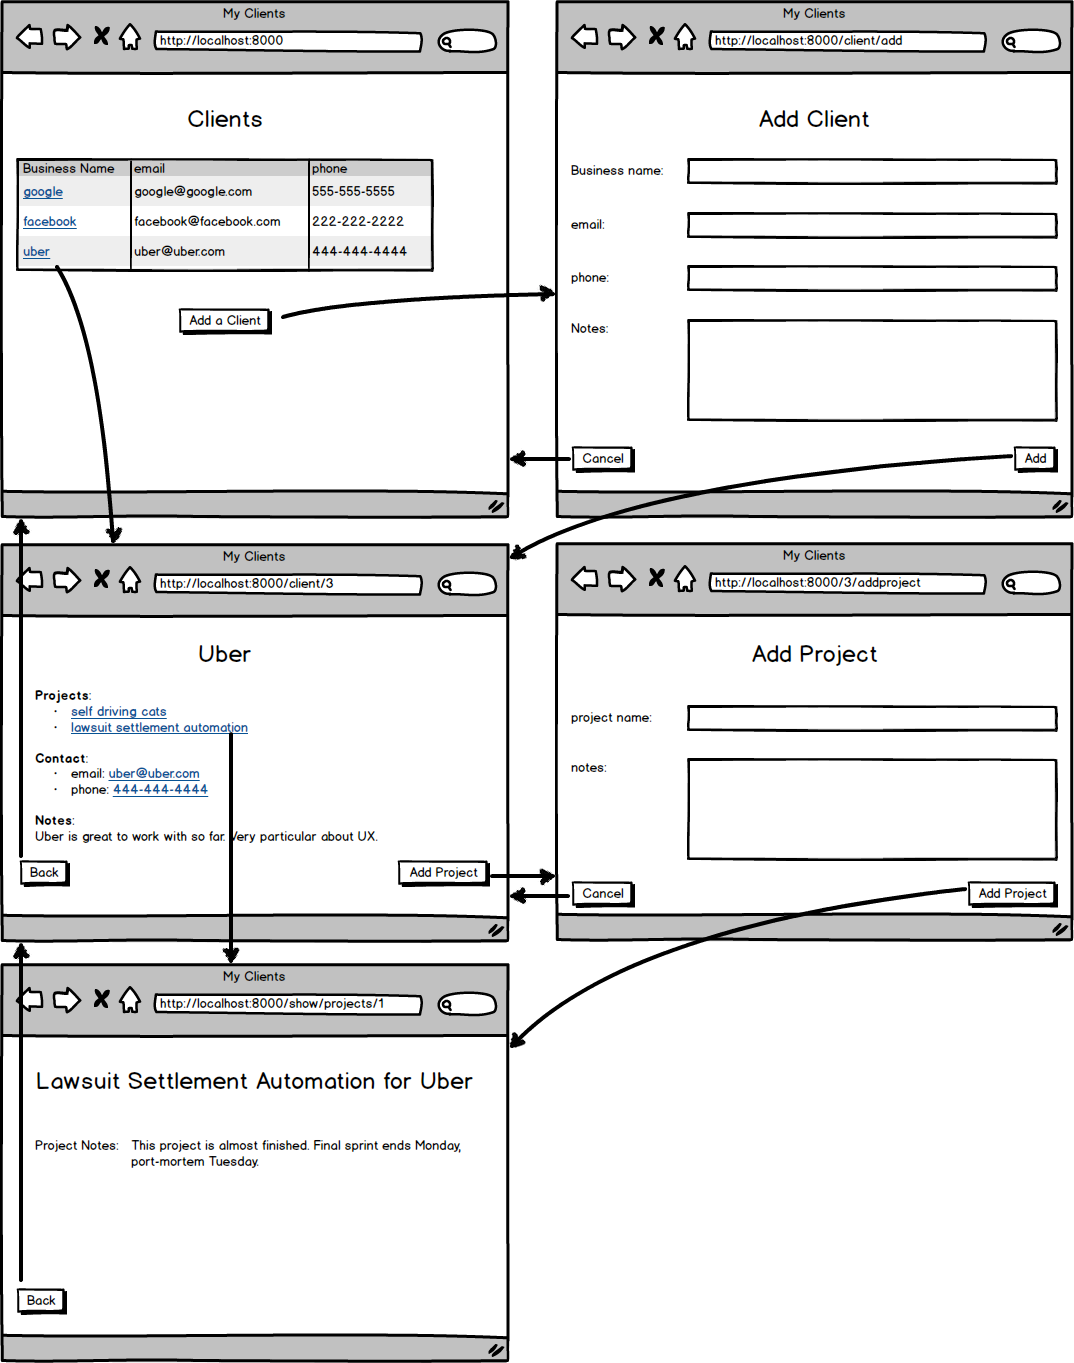 My Clients
http://localhost:8000
Clients
Business Name email phone
google google@google.com 555-555-5555
facebook facebook@facebook.com 222-222-2222
uber uber@uber.com 444-444-4444
Add a Client
My Clients
http://localhost:8000/client/add
Add Client
Business name:
email:
phone:
Notes:
Cancel Add
My Clients
http://localhost:8000/client/3
Uber
Projects:
· self driving cats
· lawsuit settlement automation
Contact:
· email: uber@uber.com
· phone: 444-444-4444
Notes:
Uber is great to work with so far. Very particular about UX.
Back Add Project
My Clients
http://localhost:8000/3/addproject
Add Project
project name:
notes:
Cancel Add Project
My Clients
http://localhost:8000/show/projects/1
Lawsuit Settlement Automation for Uber
Project Notes: This project is almost finished. Final sprint ends Monday,
port-mortem Tuesday.
Back